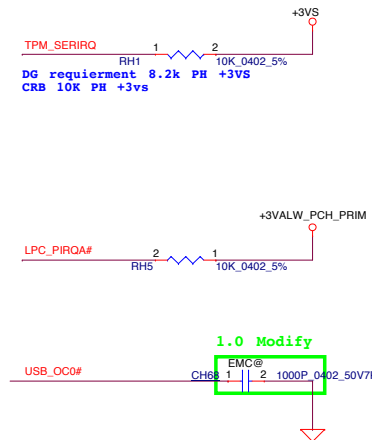 +3VS
TPM_SERIRQ
1 2
RH1 10K_0402_5%
DG requierment 8.2k PH +3VS
CRB 10K PH +3vs
+3VALW_PCH_PRIM
LPC_PIRQA#
2 1
RH5 10K_0402_5%
1.0 Modify
EMC@
USB_OC0# CH68 1 2 1000P_0402_50V7